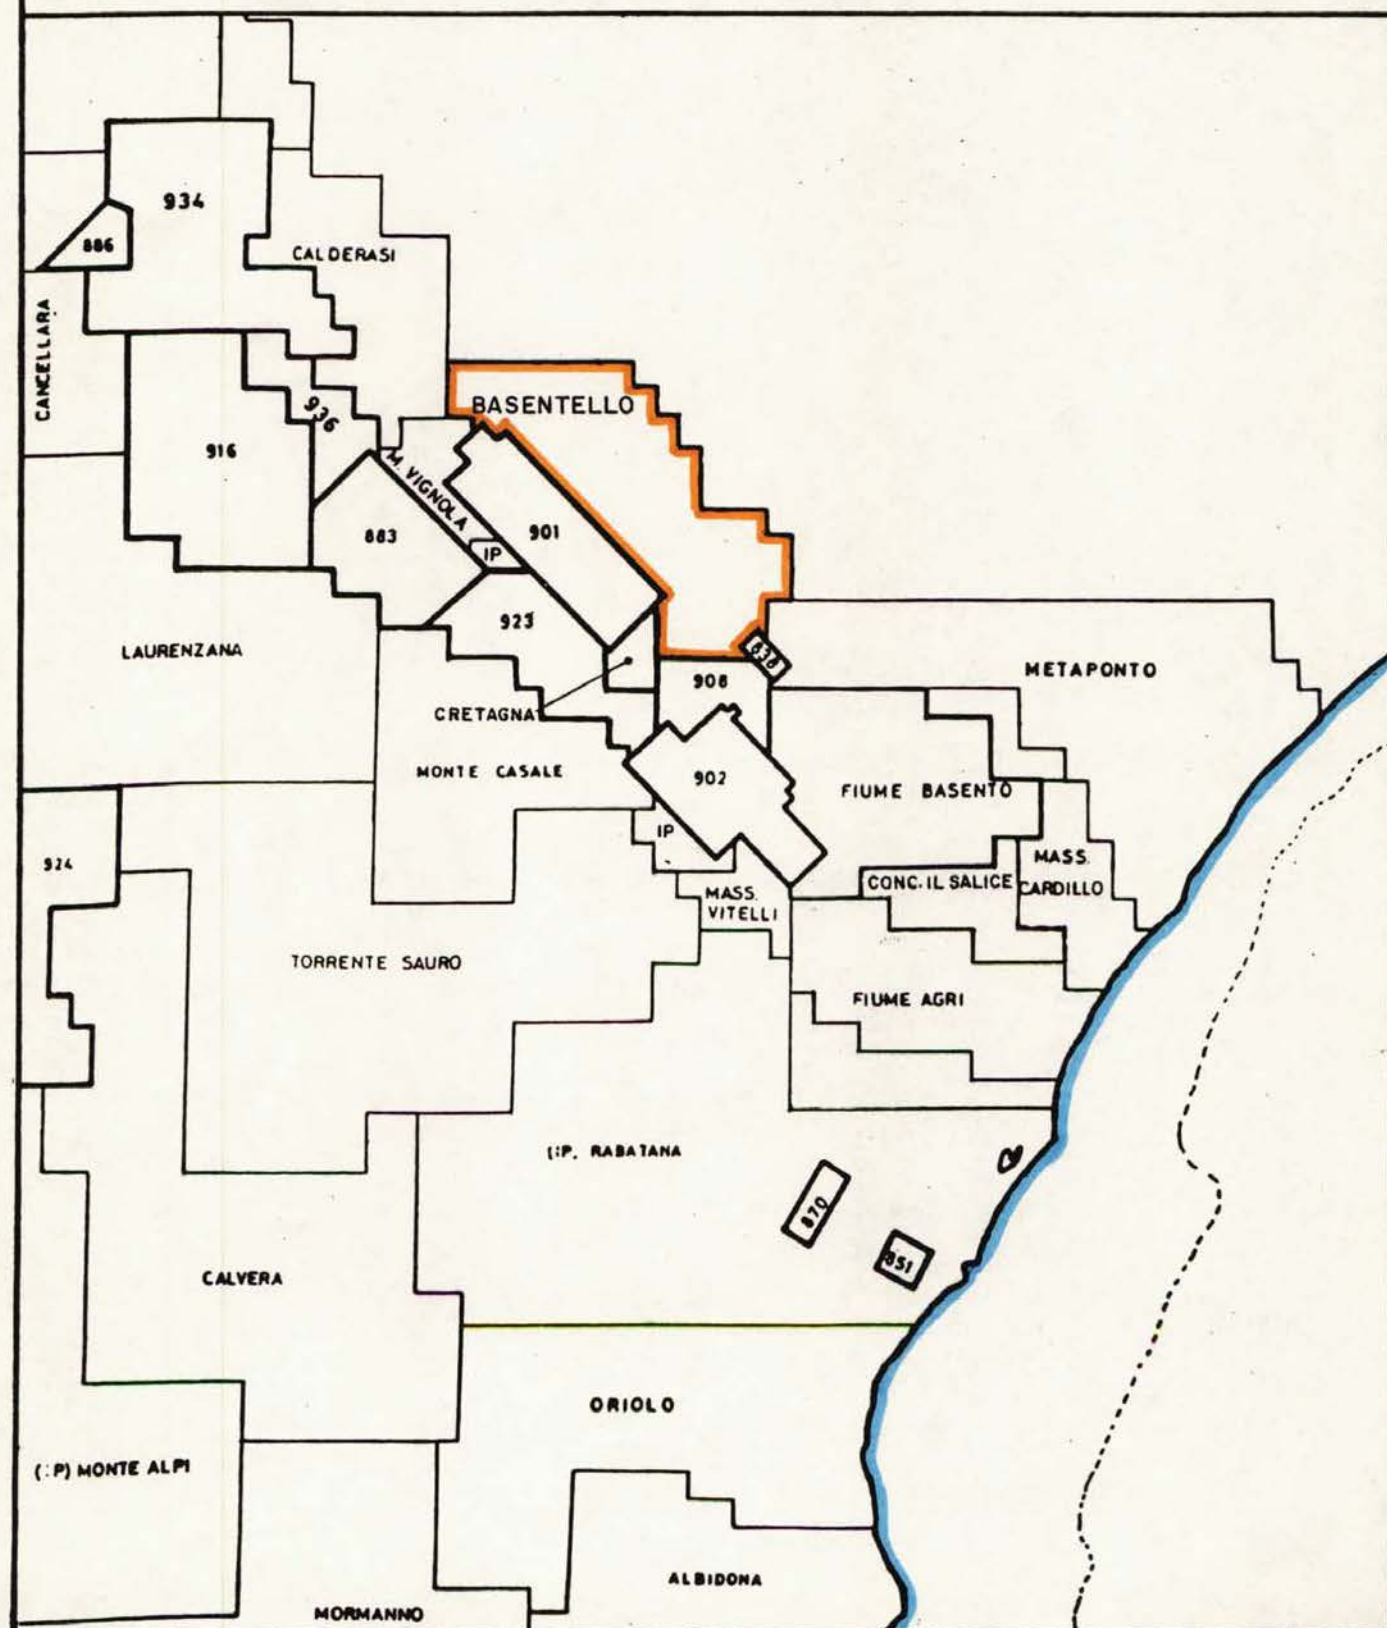 934
886
CALDERASI
CANCELLARA
BASENTELLO
936
916
M. VIGNOLA
901
883
IP
923
838
LAURENZANA
METAPONTO
908
CRETAGNA
MONTE CASALE
902
FIUME BASENTO
IP
924
MASS.
CARDILLO
CONC. IL SALICE
MASS.
VITELLI
TORRENTE SAURO
FIUME AGRI
(:P. RABATANA
870
851
CALVERA
ORIOLO
(:P) MONTE ALPI
ALBIDONA
MORMANNO